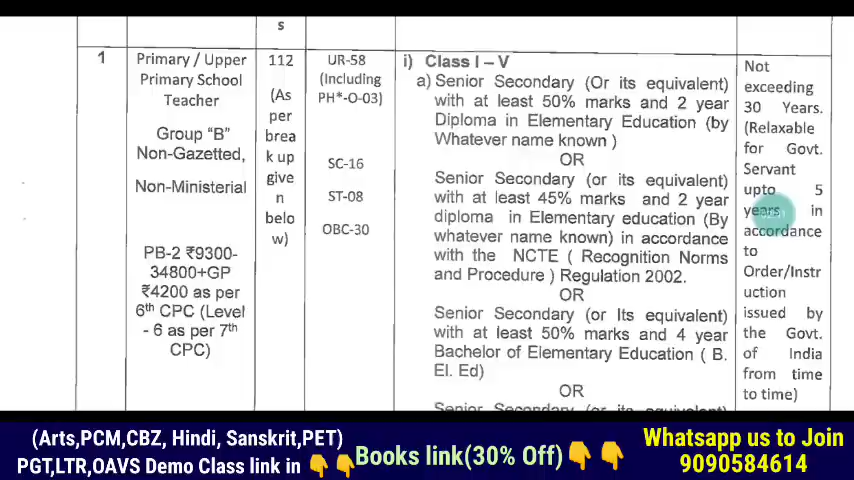 s
1
Primary / Upper
Primary School
Teacher
Group "B"
Non-Gazetted,
Non-Ministerial
PB-2 ₹9300-
34800+GP
₹4200 as per
6th CPC (Level
- 6 as per 7th
CPC)
112
(As
per
brea
k up
give
n
belo
w)
UR-58
(Including
PH*-O-03)
SC-16
ST-08
OBC-30
i) Class I – V
a) Senior Secondary (Or its equivalent)
with at least 50% marks and 2 year
Diploma in Elementary Education (by
Whatever name known )
OR
Senior Secondary (or its equivalent)
with at least 45% marks and 2 year
diploma in Elementary education (By
whatever name known) in accordance
with the NCTE ( Recognition Norms
and Procedure ) Regulation 2002.
OR
Senior Secondary (or Its equivalent)
with at least 50% marks and 4 year
Bachelor of Elementary Education ( B.
El. Ed)
OR
Senior Secondary (or its equivalent)
Not
exceeding
30 Years.
(Relaxable
for Govt.
Servant
upto 5
years in
accordance
to
Order/Instr
uction
issued by
the Govt.
of India
from time
to time)
(Arts,PCM,CBZ, Hindi, Sanskrit,PET)
PGT,LTR,OAVS Demo Class link in 👇👇
Books link(30% Off)👇👇
Whatsapp us to Join
9090584614